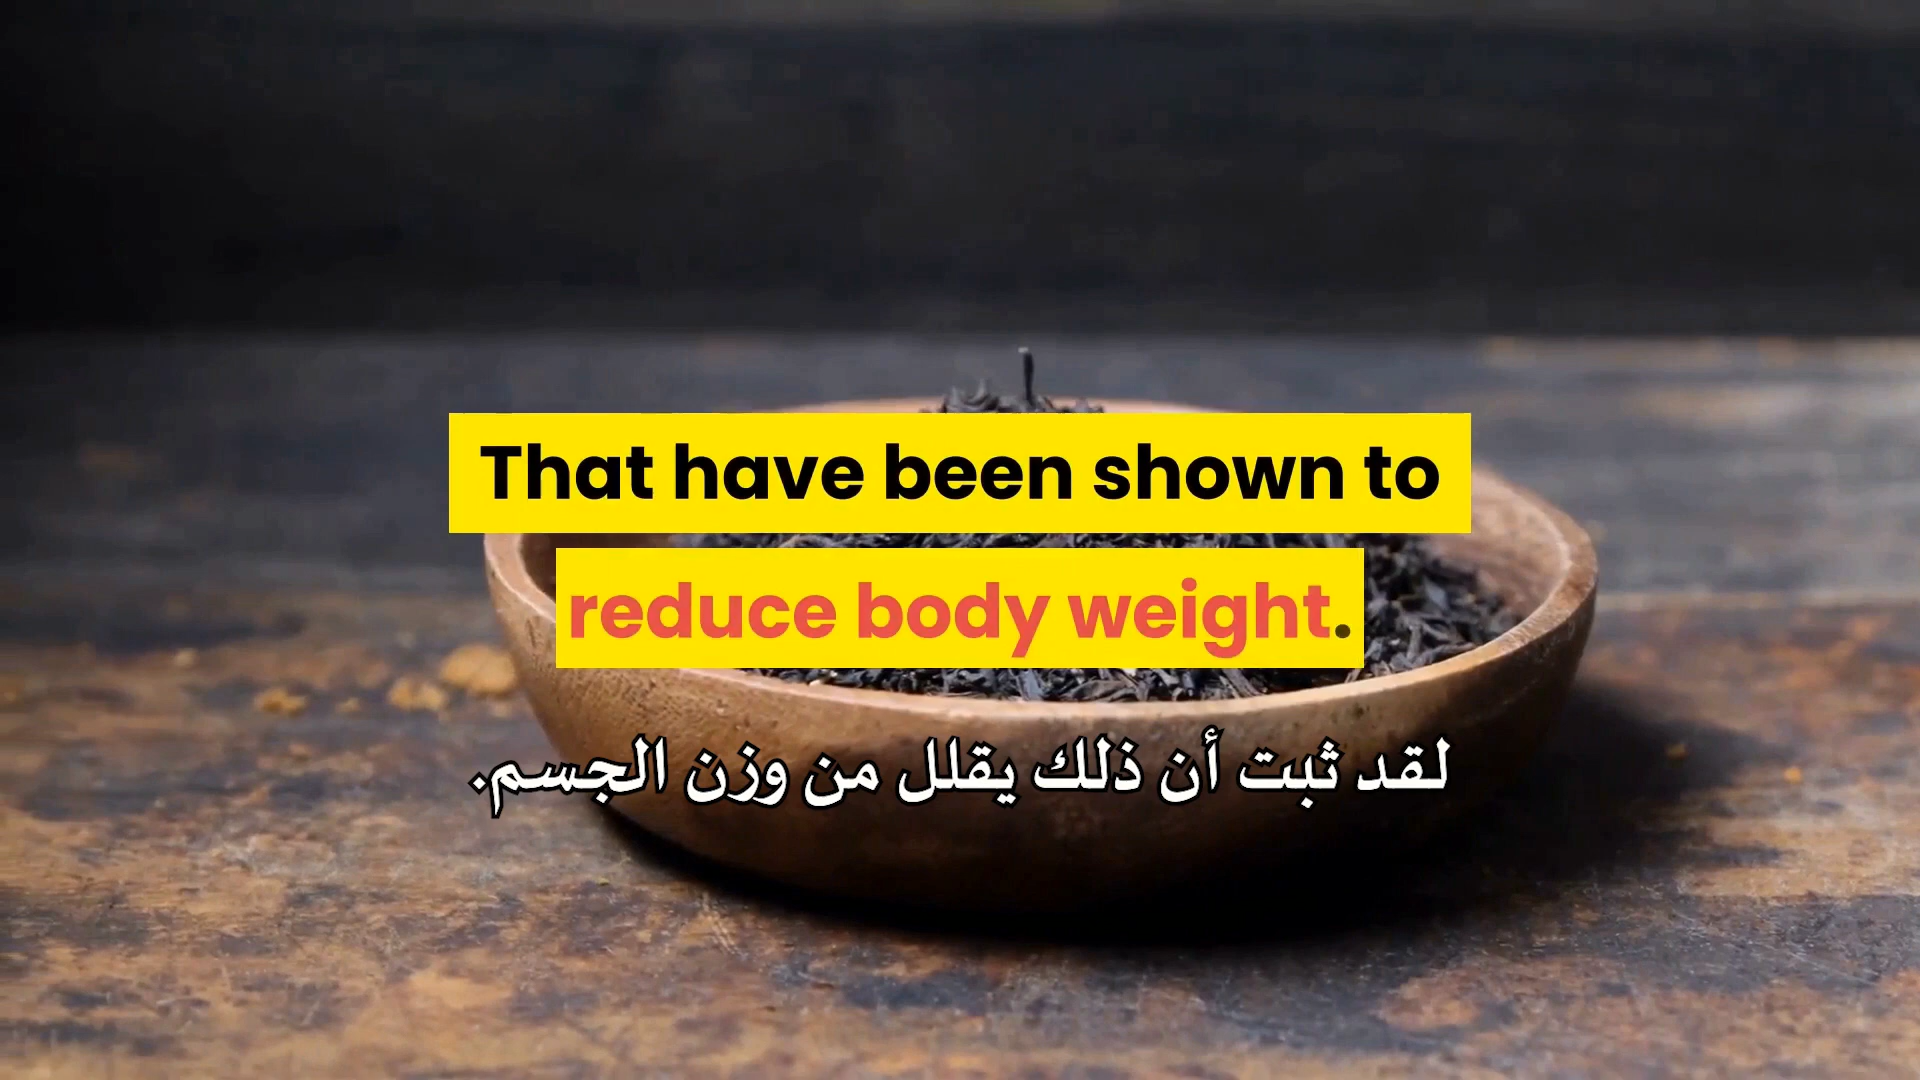 That have been shown to
reduce body weight.
لقد ثبت أن ذلك يقلل من وزن الجسم.